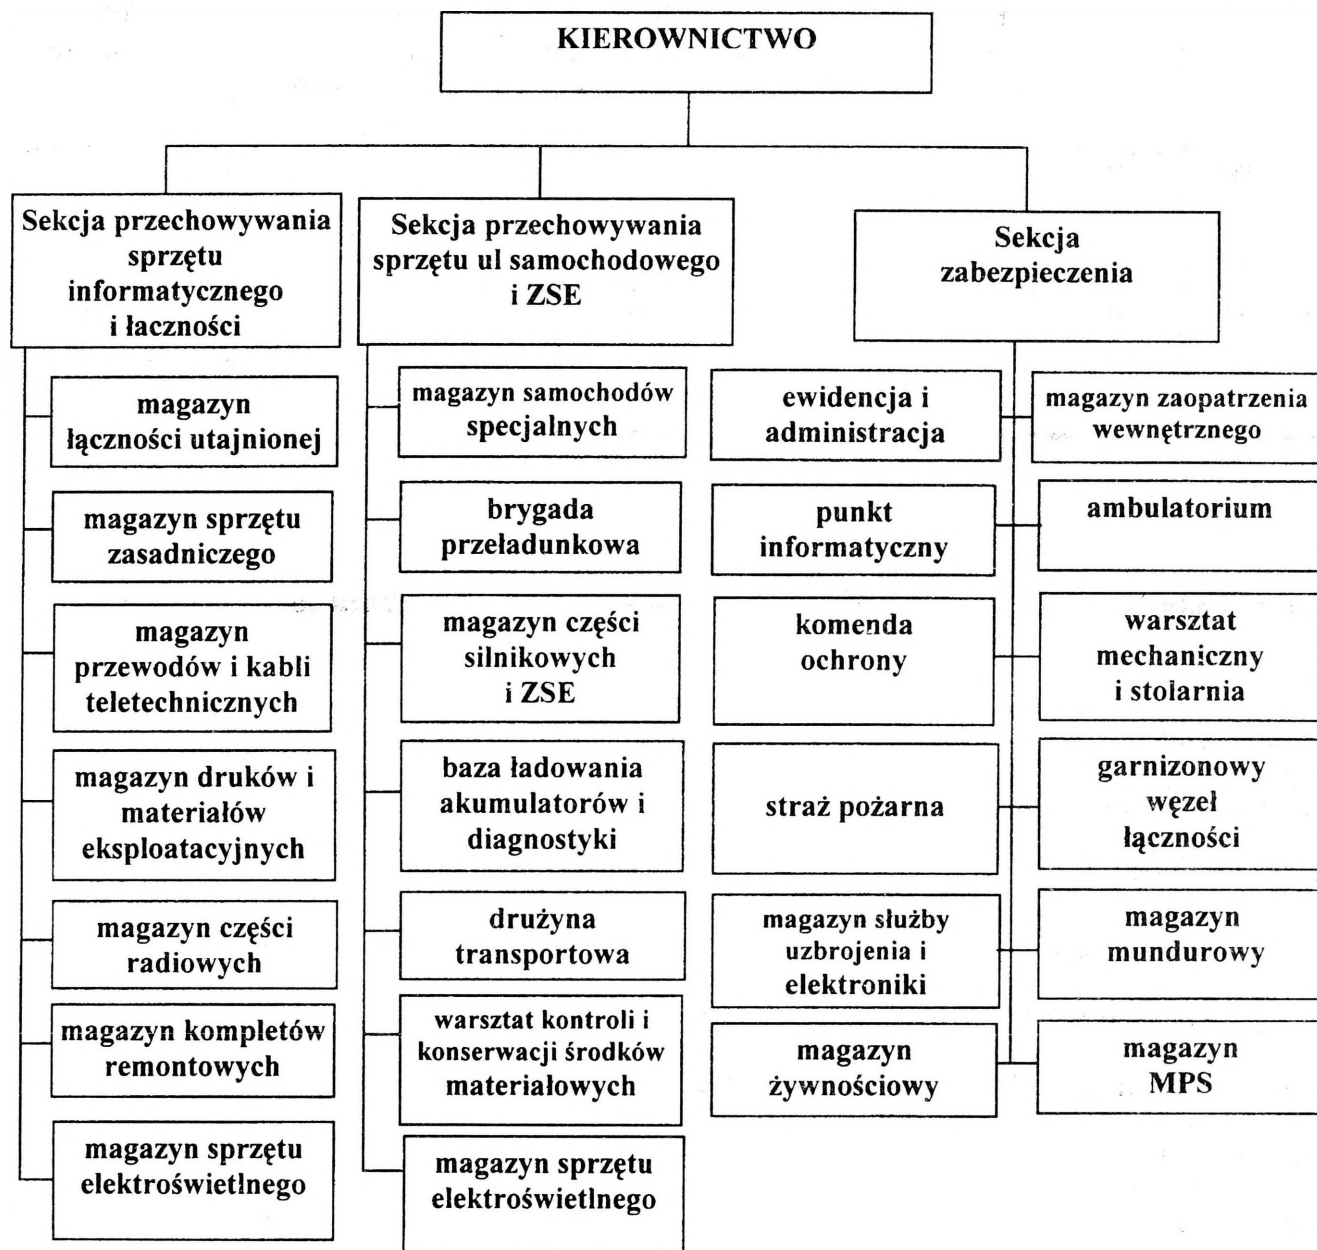 KIEROWNICTWO
Sekcja przechowywania
sprzętu
informatycznego
i łaczności
Sekcja przechowywania
sprzętu ul samochodowego
i ZSE
Sekcja
zabezpieczenia
magazyn
łączności utajnionej
magazyn sprzętu
zasadniczego
magazyn
przewodów i kabli
teletechnicznych
magazyn druków i
materiałów
eksploatacyjnych
magazyn części
radiowych
magazyn kompletów
remontowych
magazyn sprzętu
elektroświetlnego
magazyn samochodów
specjalnych
brygada
przeładunkowa
magazyn części
silnikowych
i ZSE
baza ładowania
akumulatorów i
diagnostyki
drużyna
transportowa
warsztat kontroli i
konserwacji środków
materiałowych
magazyn sprzętu
elektroświetlnego
ewidencja i
administracja
punkt
informatyczny
komenda
ochrony
straż pożarna
magazyn służby
uzbrojenia i
elektroniki
magazyn
żywnościowy
magazyn zaopatrzenia
wewnętrznego
ambulatorium
warsztat
mechaniczny
i stolarnia
garnizonowy
węzeł
łączności
magazyn
mundurowy
magazyn
MPS